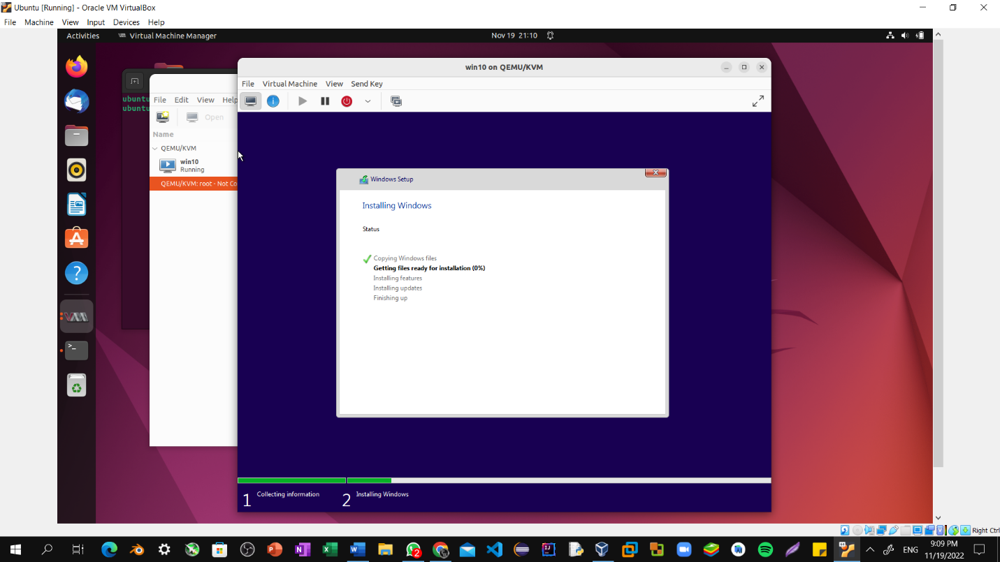 Ubuntu [Running] - Oracle VM VirtualBox
File Machine View Input Devices Help
Activities Virtual Machine Manager Nov 19 21:10
win10 on QEMU/KVM
File Virtual Machine View Send Key
ubuntu
ubuntu
File Edit View Help
Open
Name
QEMU/KVM
win10
Running
QEMU/KVM: root - Not Co
Windows Setup
Installing Windows
Status
Copying Windows files
Getting files ready for installation (0%)
Installing features
Installing updates
Finishing up
1 Collecting information 2 Installing Windows
Right Ctrl
2
ENG
9:09 PM
11/19/2022